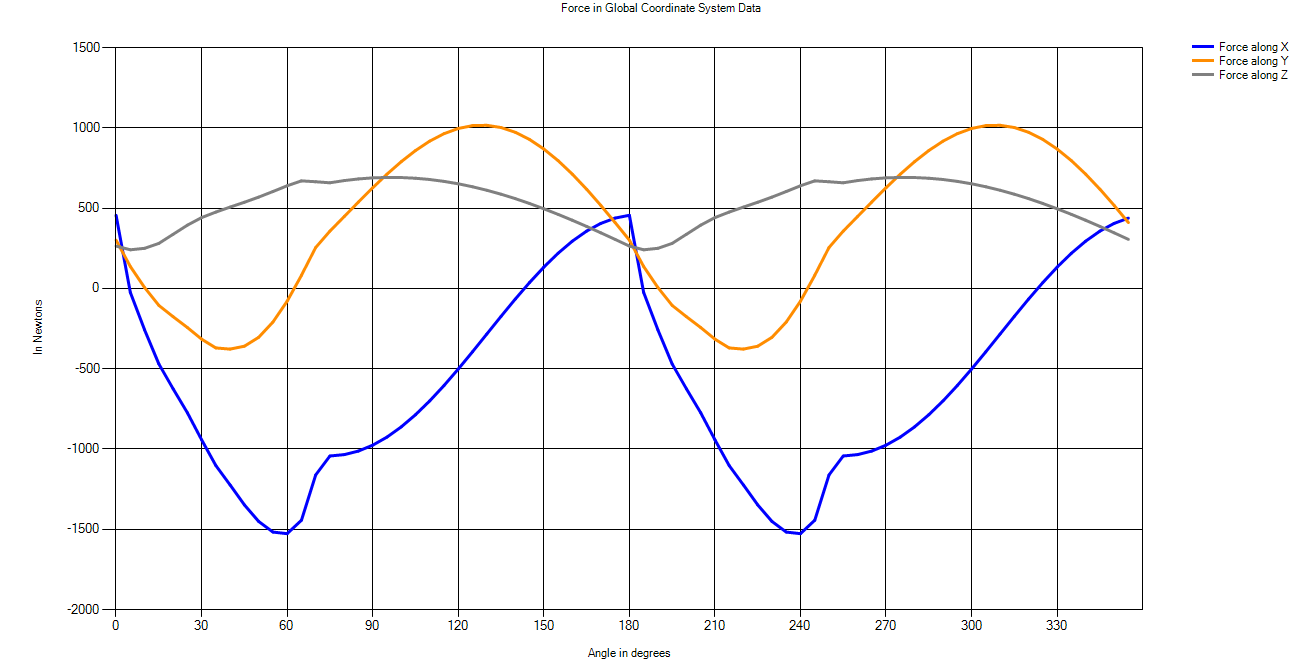 Force in Global Coordinate System Data
Force along X
Force along Y
Force along Z
1500
1000
500
0
-500
-1000
-1500
-2000
In Newtons
0 30 60 90 120 150 180 210 240 270 300 330
Angle in degrees